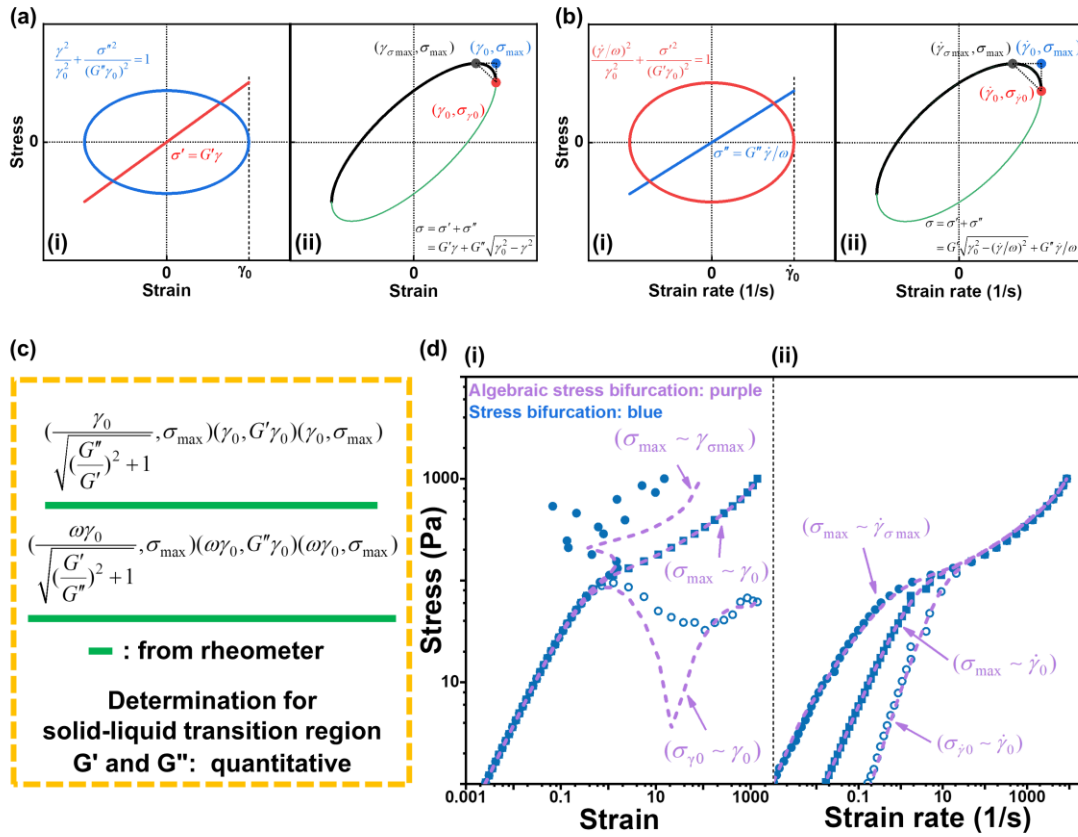 (a)
γ²/γ₀² + σ″²/(G″γ₀)² = 1
σ′ = G′γ
Stress
0
(i)
0
γ₀
Strain
(γσmax, σmax)
(γ₀, σmax)
(γ₀, σγ0)
σ = σ′ + σ″
= G′γ + G″√(γ₀² − γ²)
(ii)
0
Strain
(b)
(γ̇/ω)²/γ₀² + σ′²/(G′γ₀)² = 1
σ″ = G″ γ̇/ω
0
(i)
0
γ̇₀
Strain rate (1/s)
(γ̇σmax, σmax)
(γ̇₀, σmax)
(γ̇₀, σγ̇0)
σ = σ′ + σ″
= G′√(γ₀² − (γ̇/ω)²) + G″ γ̇/ω
(ii)
0
Strain rate (1/s)
(c)
(γ₀/√((G″/G′)² + 1), σmax)(γ₀, G′γ₀)(γ₀, σmax)
(ωγ₀/√((G′/G″)² + 1), σmax)(ωγ₀, G″γ₀)(ωγ₀, σmax)
: from rheometer
Determination for
solid-liquid transition region
G' and G": quantitative
(d)
(i)
(ii)
Algebraic stress bifurcation: purple
Stress bifurcation: blue
(σmax ~ γσmax)
(σmax ~ γ₀)
(σγ0 ~ γ₀)
(σmax ~ γ̇σmax)
(σmax ~ γ̇₀)
(σγ̇0 ~ γ̇₀)
Stress (Pa)
1000
10
0.001
0.1
10
1000
Strain
0.1
10
1000
Strain rate (1/s)